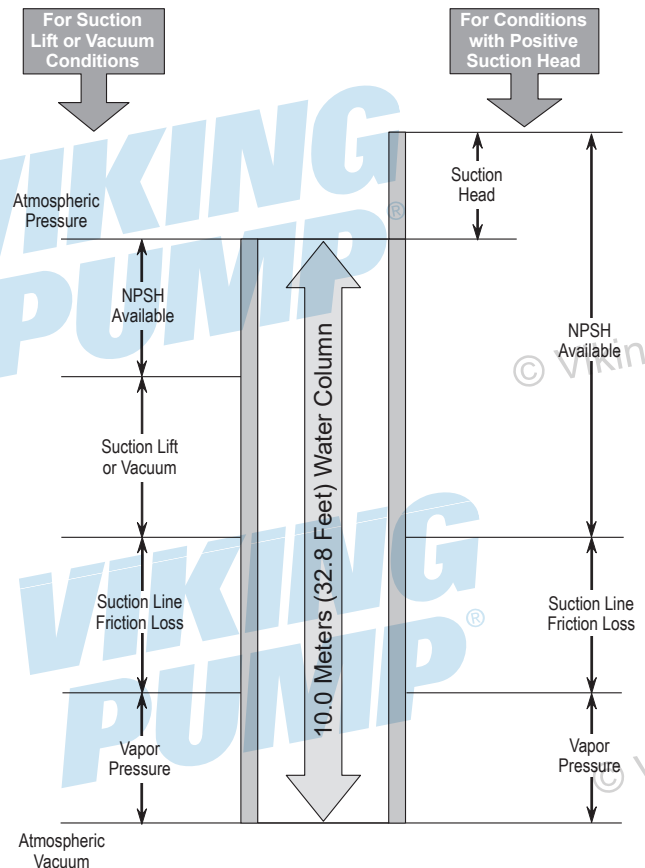 For Suction
Lift or Vacuum
Conditions
For Conditions
with Positive
Suction Head
VIKING
PUMP®
Atmospheric
Pressure
Suction
Head
NPSH
Available
NPSH
Available
© Vikin
10.0 Meters (32.8 Feet) Water Column
Suction Lift
or Vacuum
VIKING
PUMP®
Suction Line
Friction Loss
Suction Line
Friction Loss
Vapor
Pressure
Vapor
Pressure
© V
Atmospheric
Vacuum